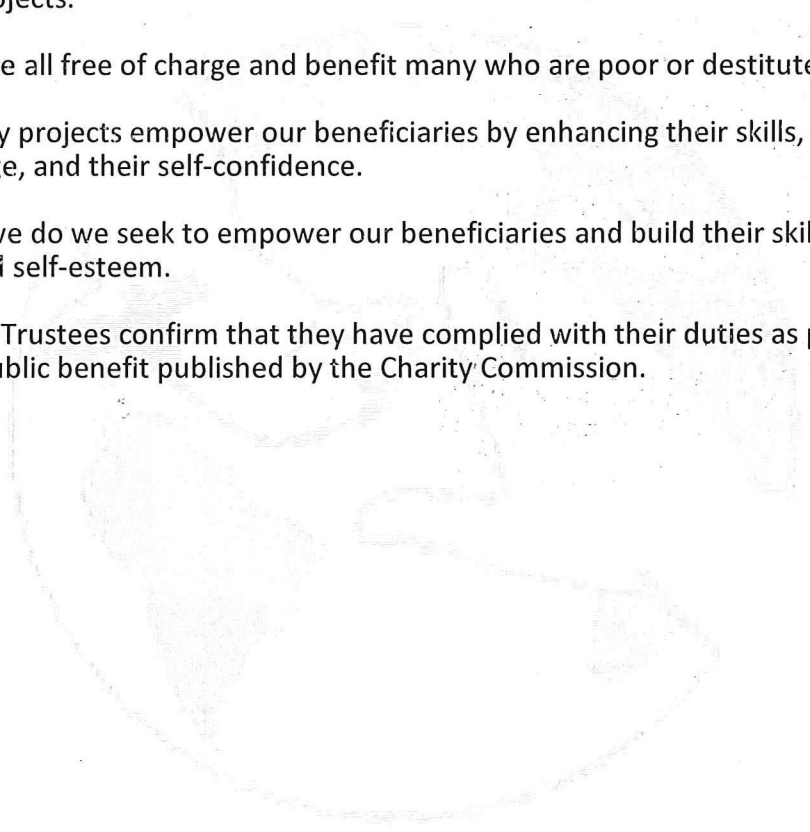 e all free of charge and benefit many who are poor or destitute
y projects empower our beneficiaries by enhancing their skills,
e, and their self-confidence.
ve do we seek to empower our beneficiaries and build their skil
self-esteem.
Trustees confirm that they have complied with their duties as p
ublic benefit published by the Charity Commission.